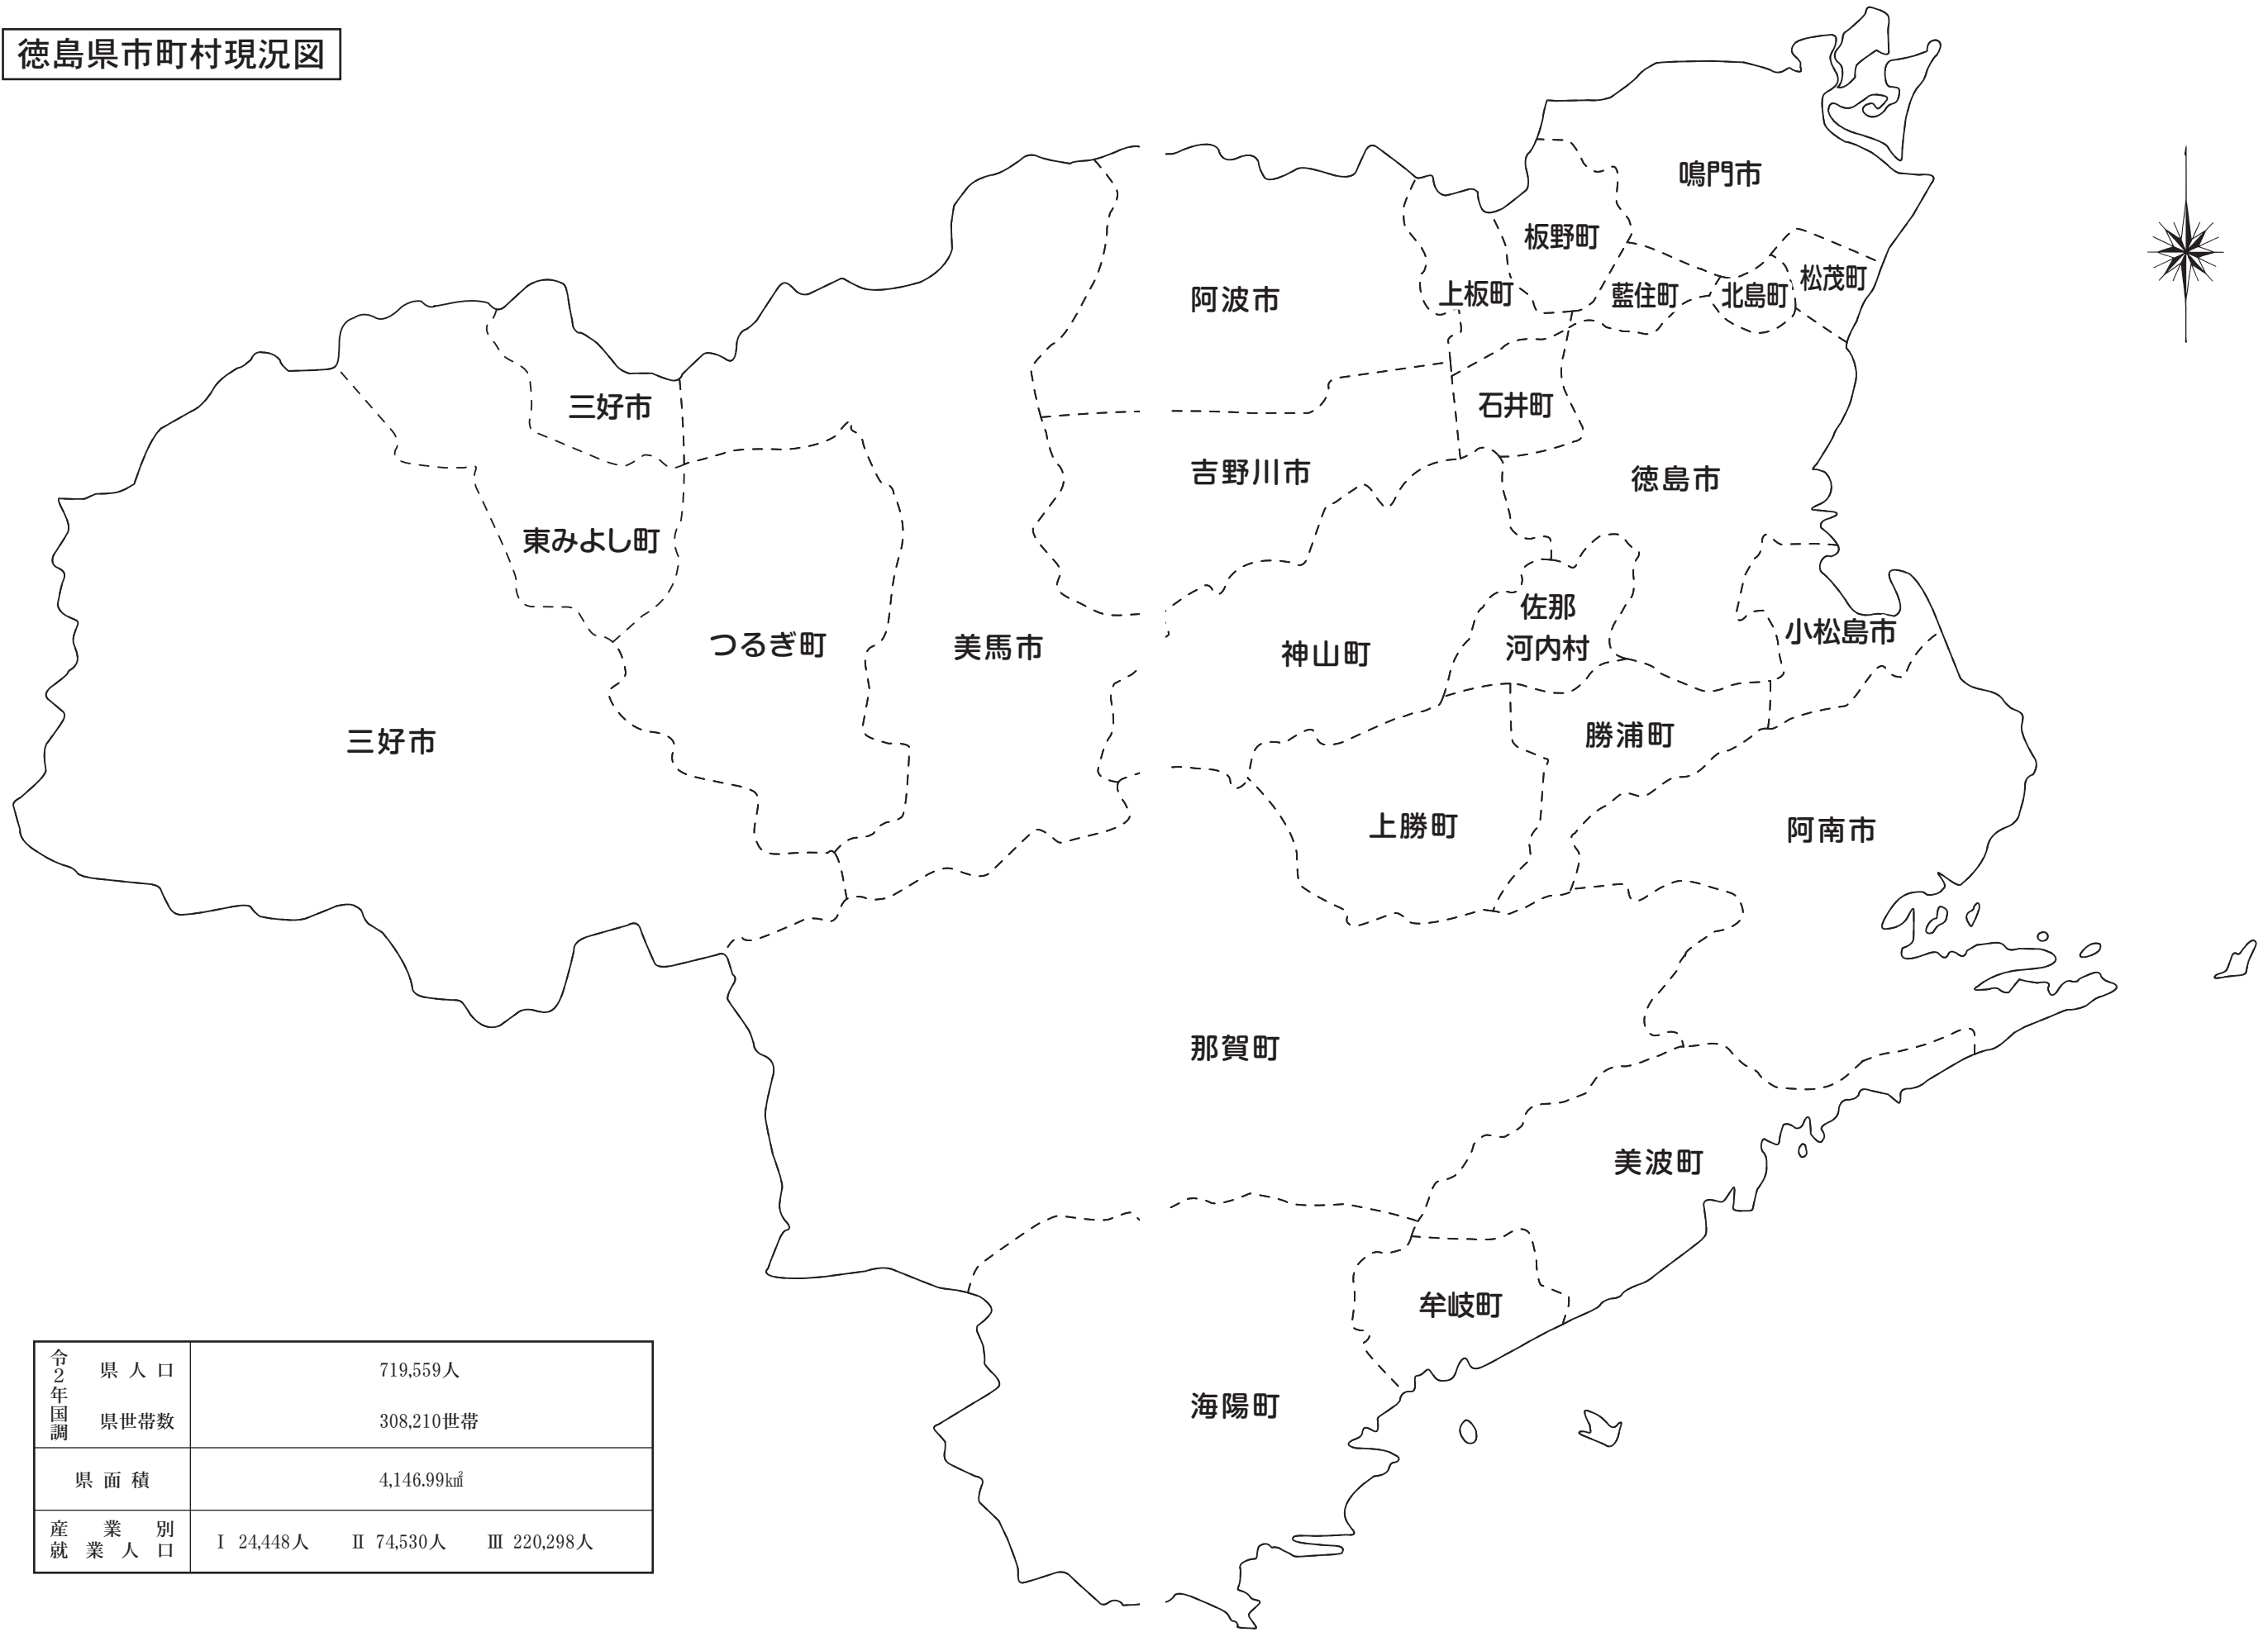 徳島県市町村現況図
鳴門市
板野町
松茂町
上板町
藍住町
北島町
阿波市
三好市
石井町
吉野川市
徳島市
東みよし町
佐那
河内村
小松島市
つるぎ町
美馬市
神山町
三好市
勝浦町
上勝町
阿南市
那賀町
美波町
牟岐町
海陽町
令2年国調
県人口 719,559人
県世帯数 308,210世帯
県面積 4,146.99㎢
産業別
就業人口
Ⅰ 24,448人 Ⅱ 74,530人 Ⅲ 220,298人